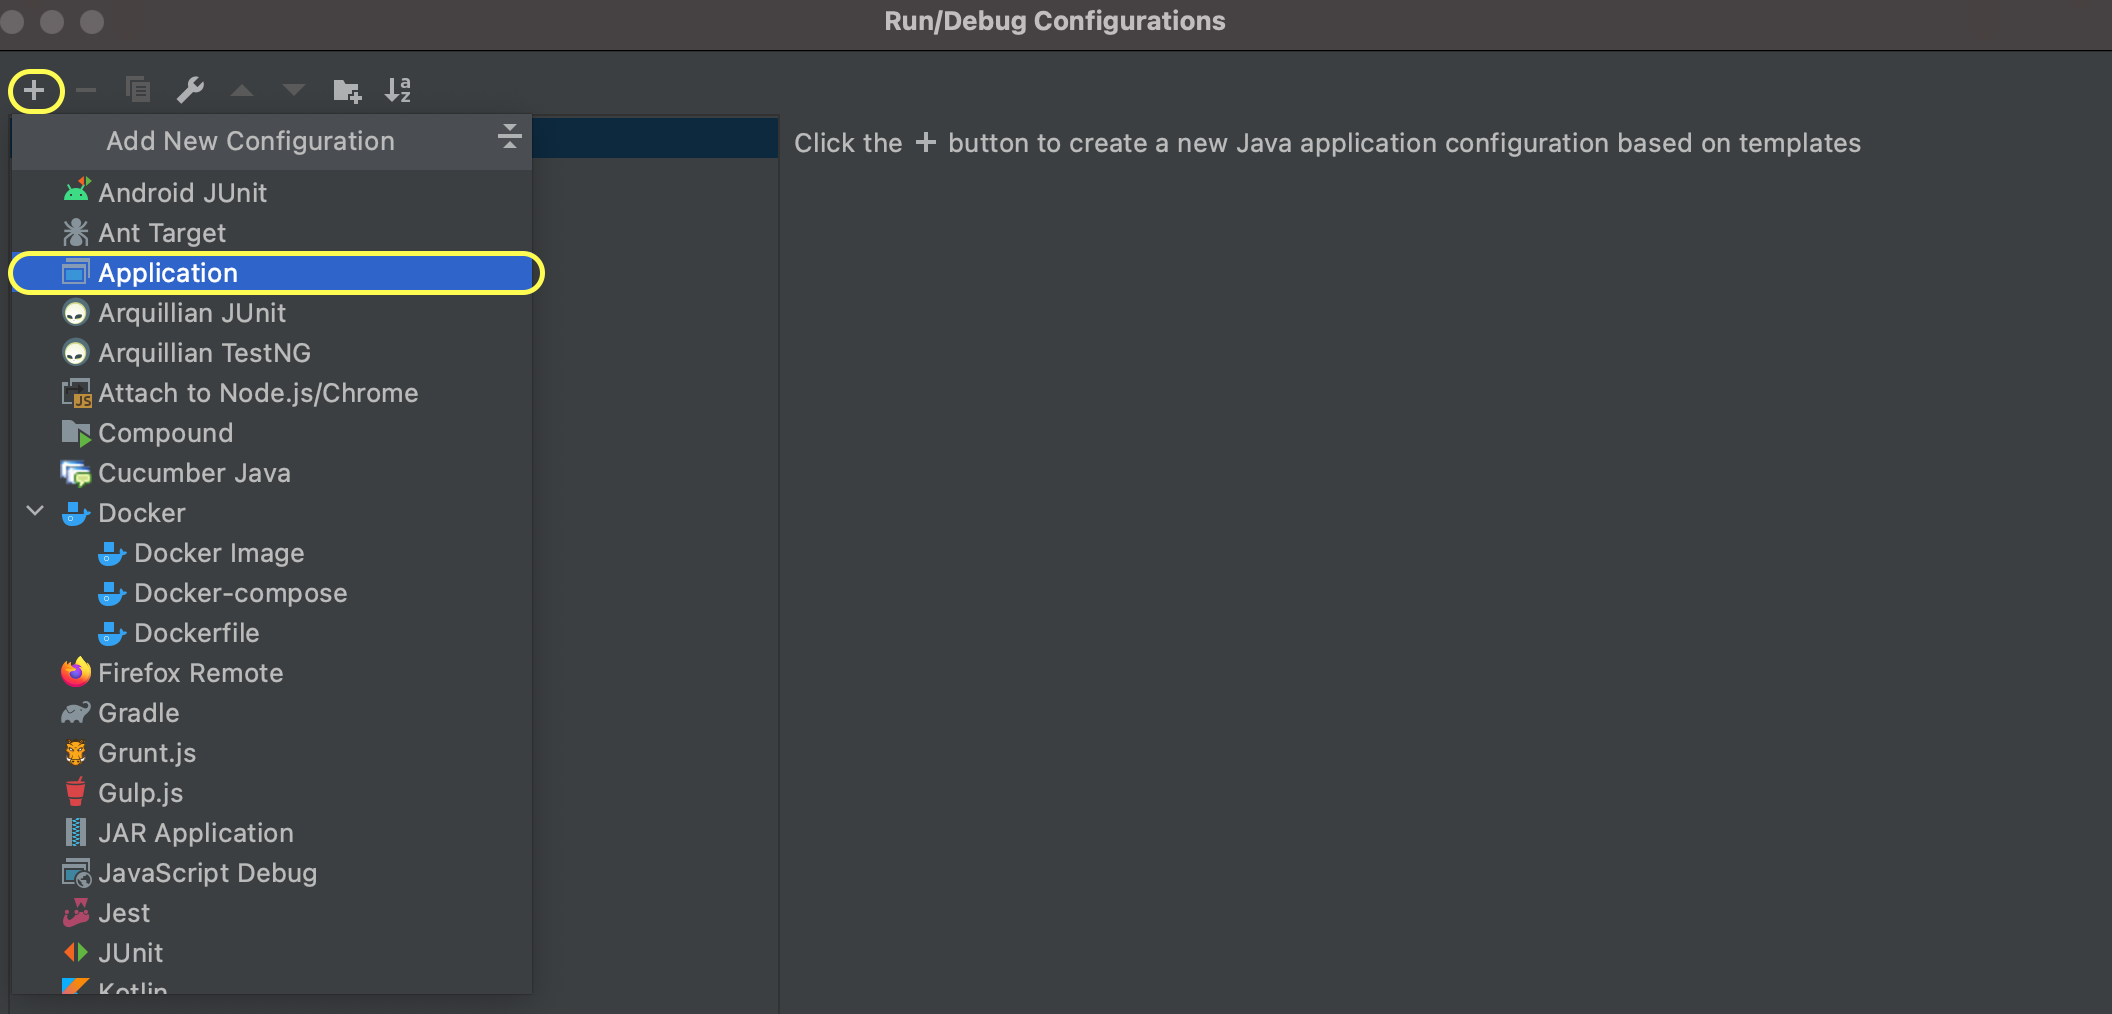 Run/Debug Configurations
Add New Configuration
Click the + button to create a new Java application configuration based on templates
Android JUnit
Ant Target
Application
Arquillian JUnit
Arquillian TestNG
Attach to Node.js/Chrome
Compound
Cucumber Java
Docker
Docker Image
Docker-compose
Dockerfile
Firefox Remote
Gradle
Grunt.js
Gulp.js
JAR Application
JavaScript Debug
Jest
JUnit
Kotlin